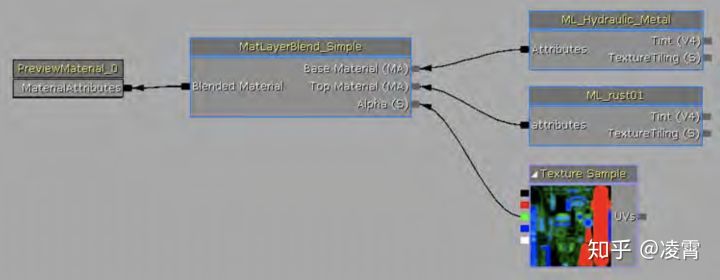 PreviewMaterial_0
MaterialAttributes
MatLayerBlend_Simple
Base Material (MA)
Blended Material
Top Material (MA)
Alpha (S)
ML_Hydraulic_Metal
Attributes
Tint (V4)
TextureTiling (S)
ML_rust01
attributes
Tint (V4)
TextureTiling (S)
Texture Sample
UVs
知乎 @凌霄